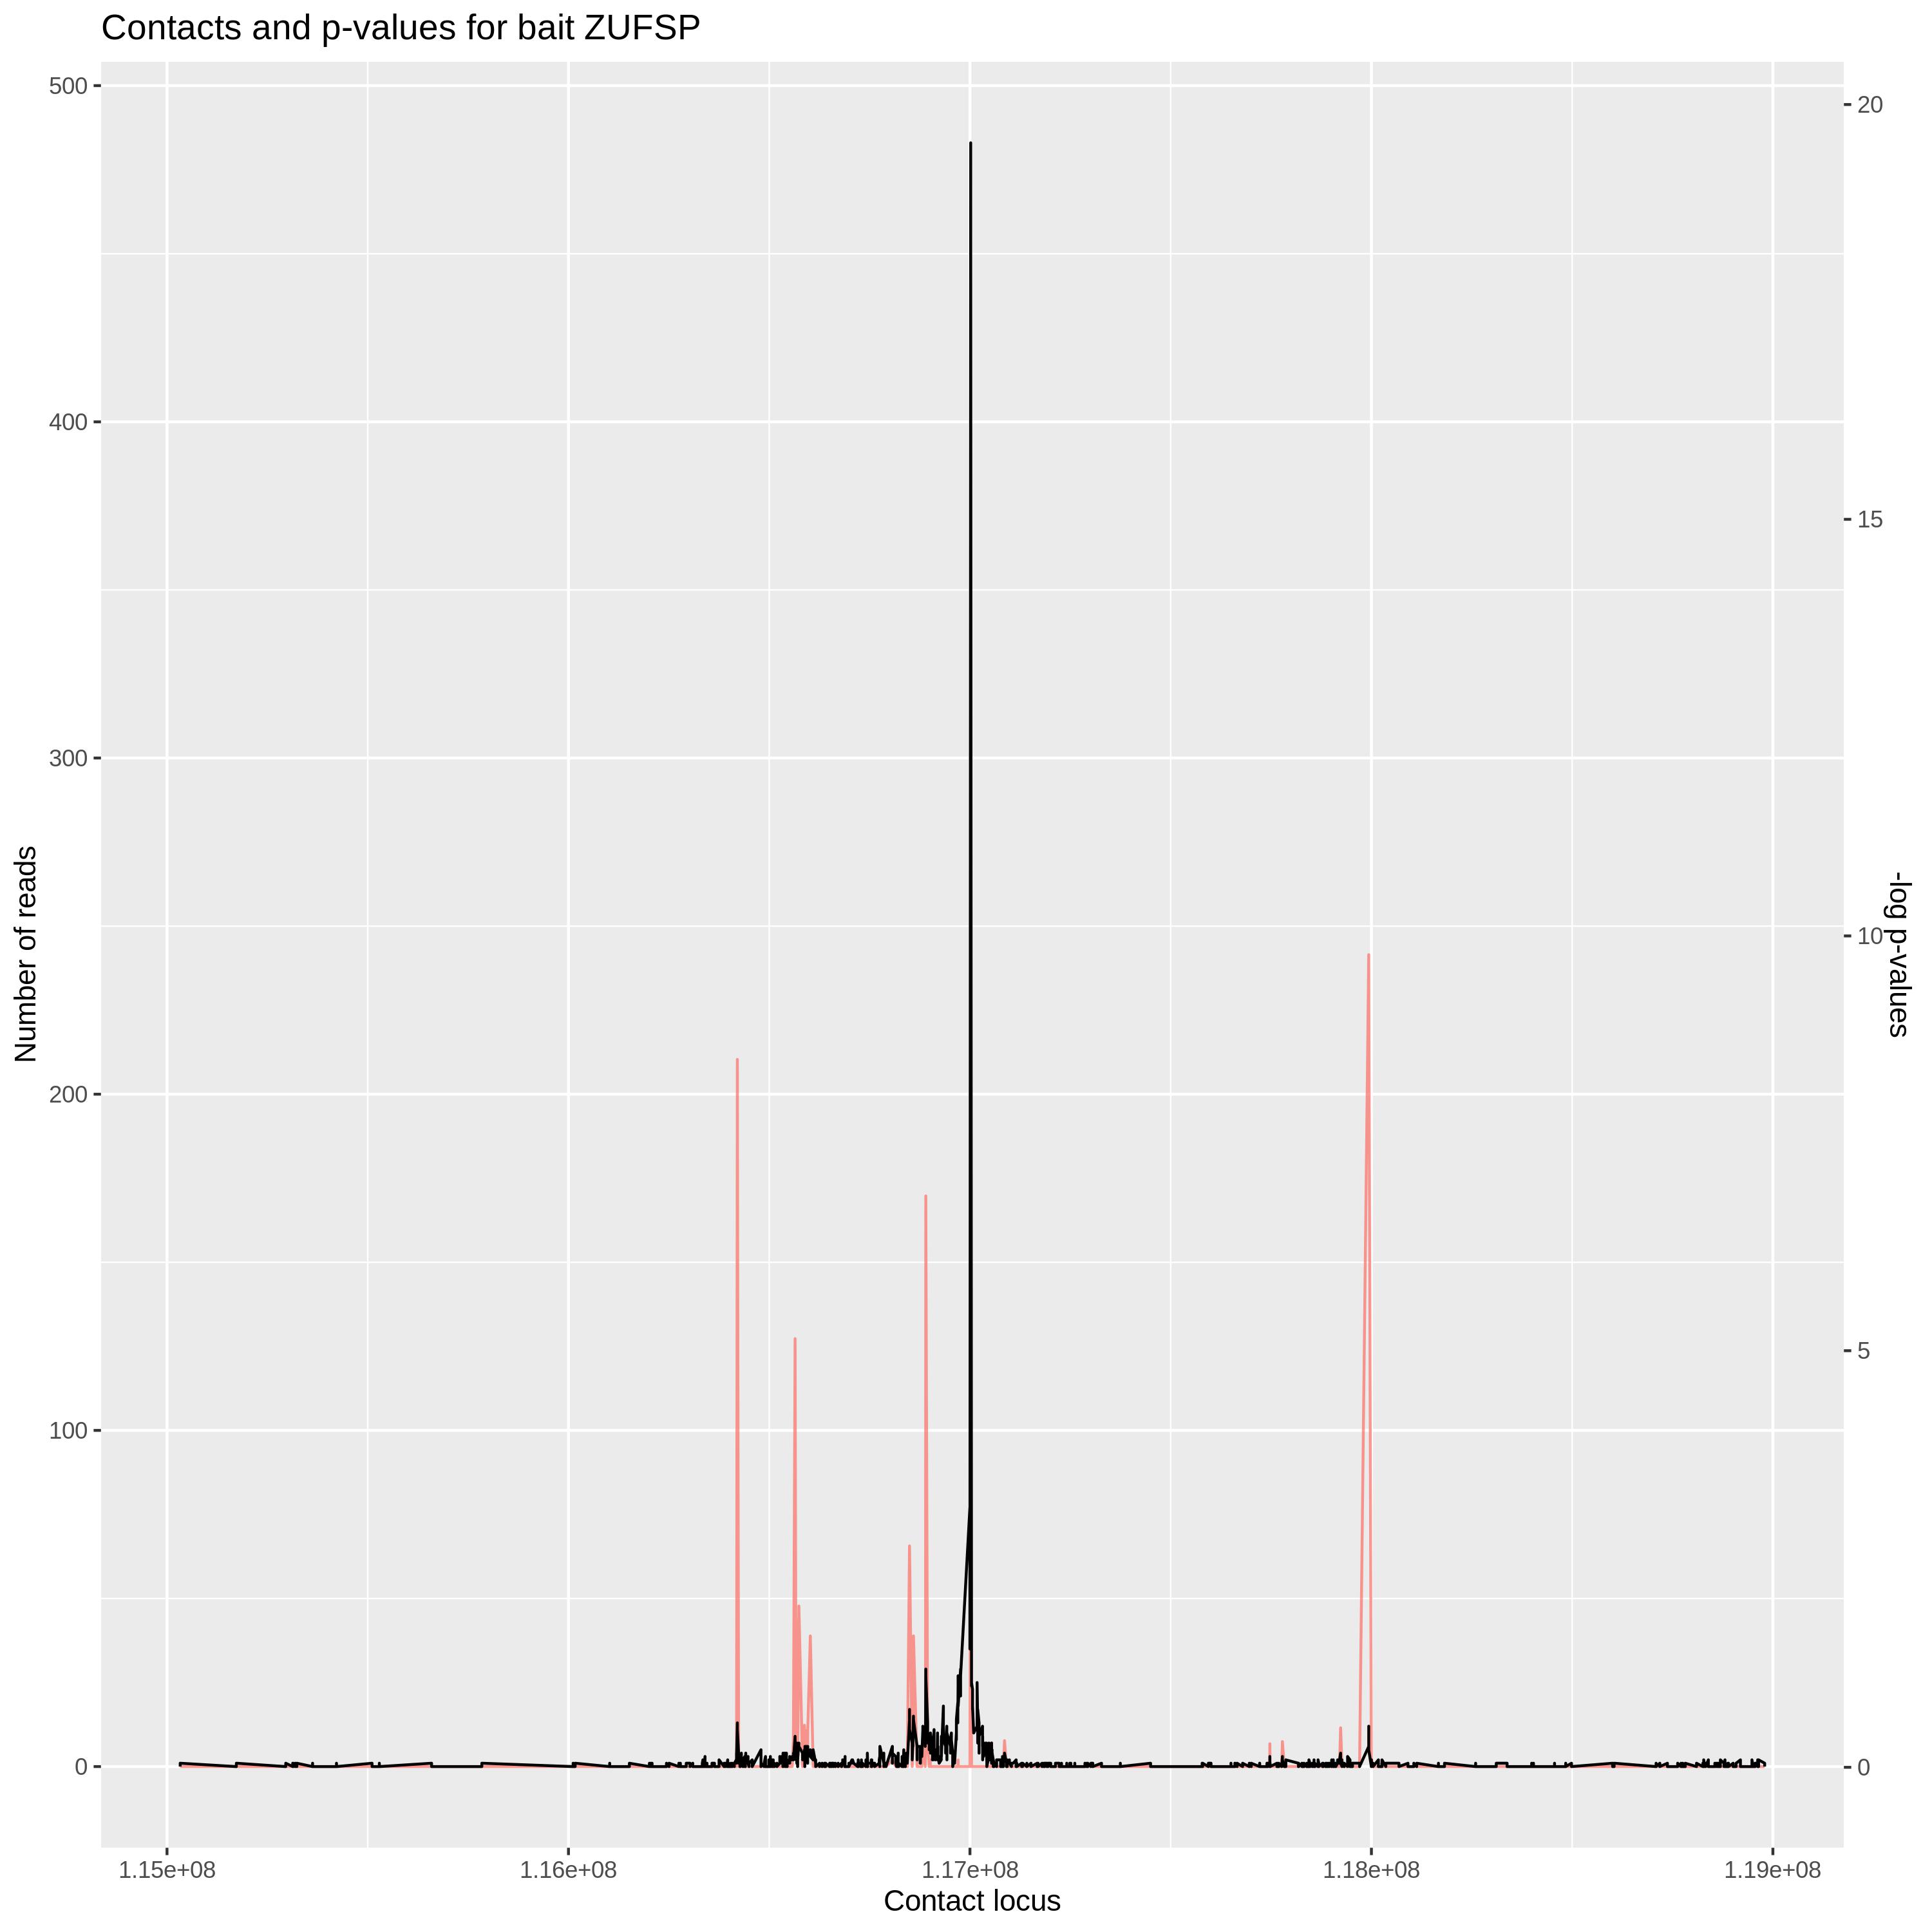 Contacts and p-values for bait ZUFSP
500
400
300
200
100
0
Number of reads
20
15
10
5
0
-log p-values
1.15e+08
1.16e+08
1.17e+08
1.18e+08
1.19e+08
Contact locus